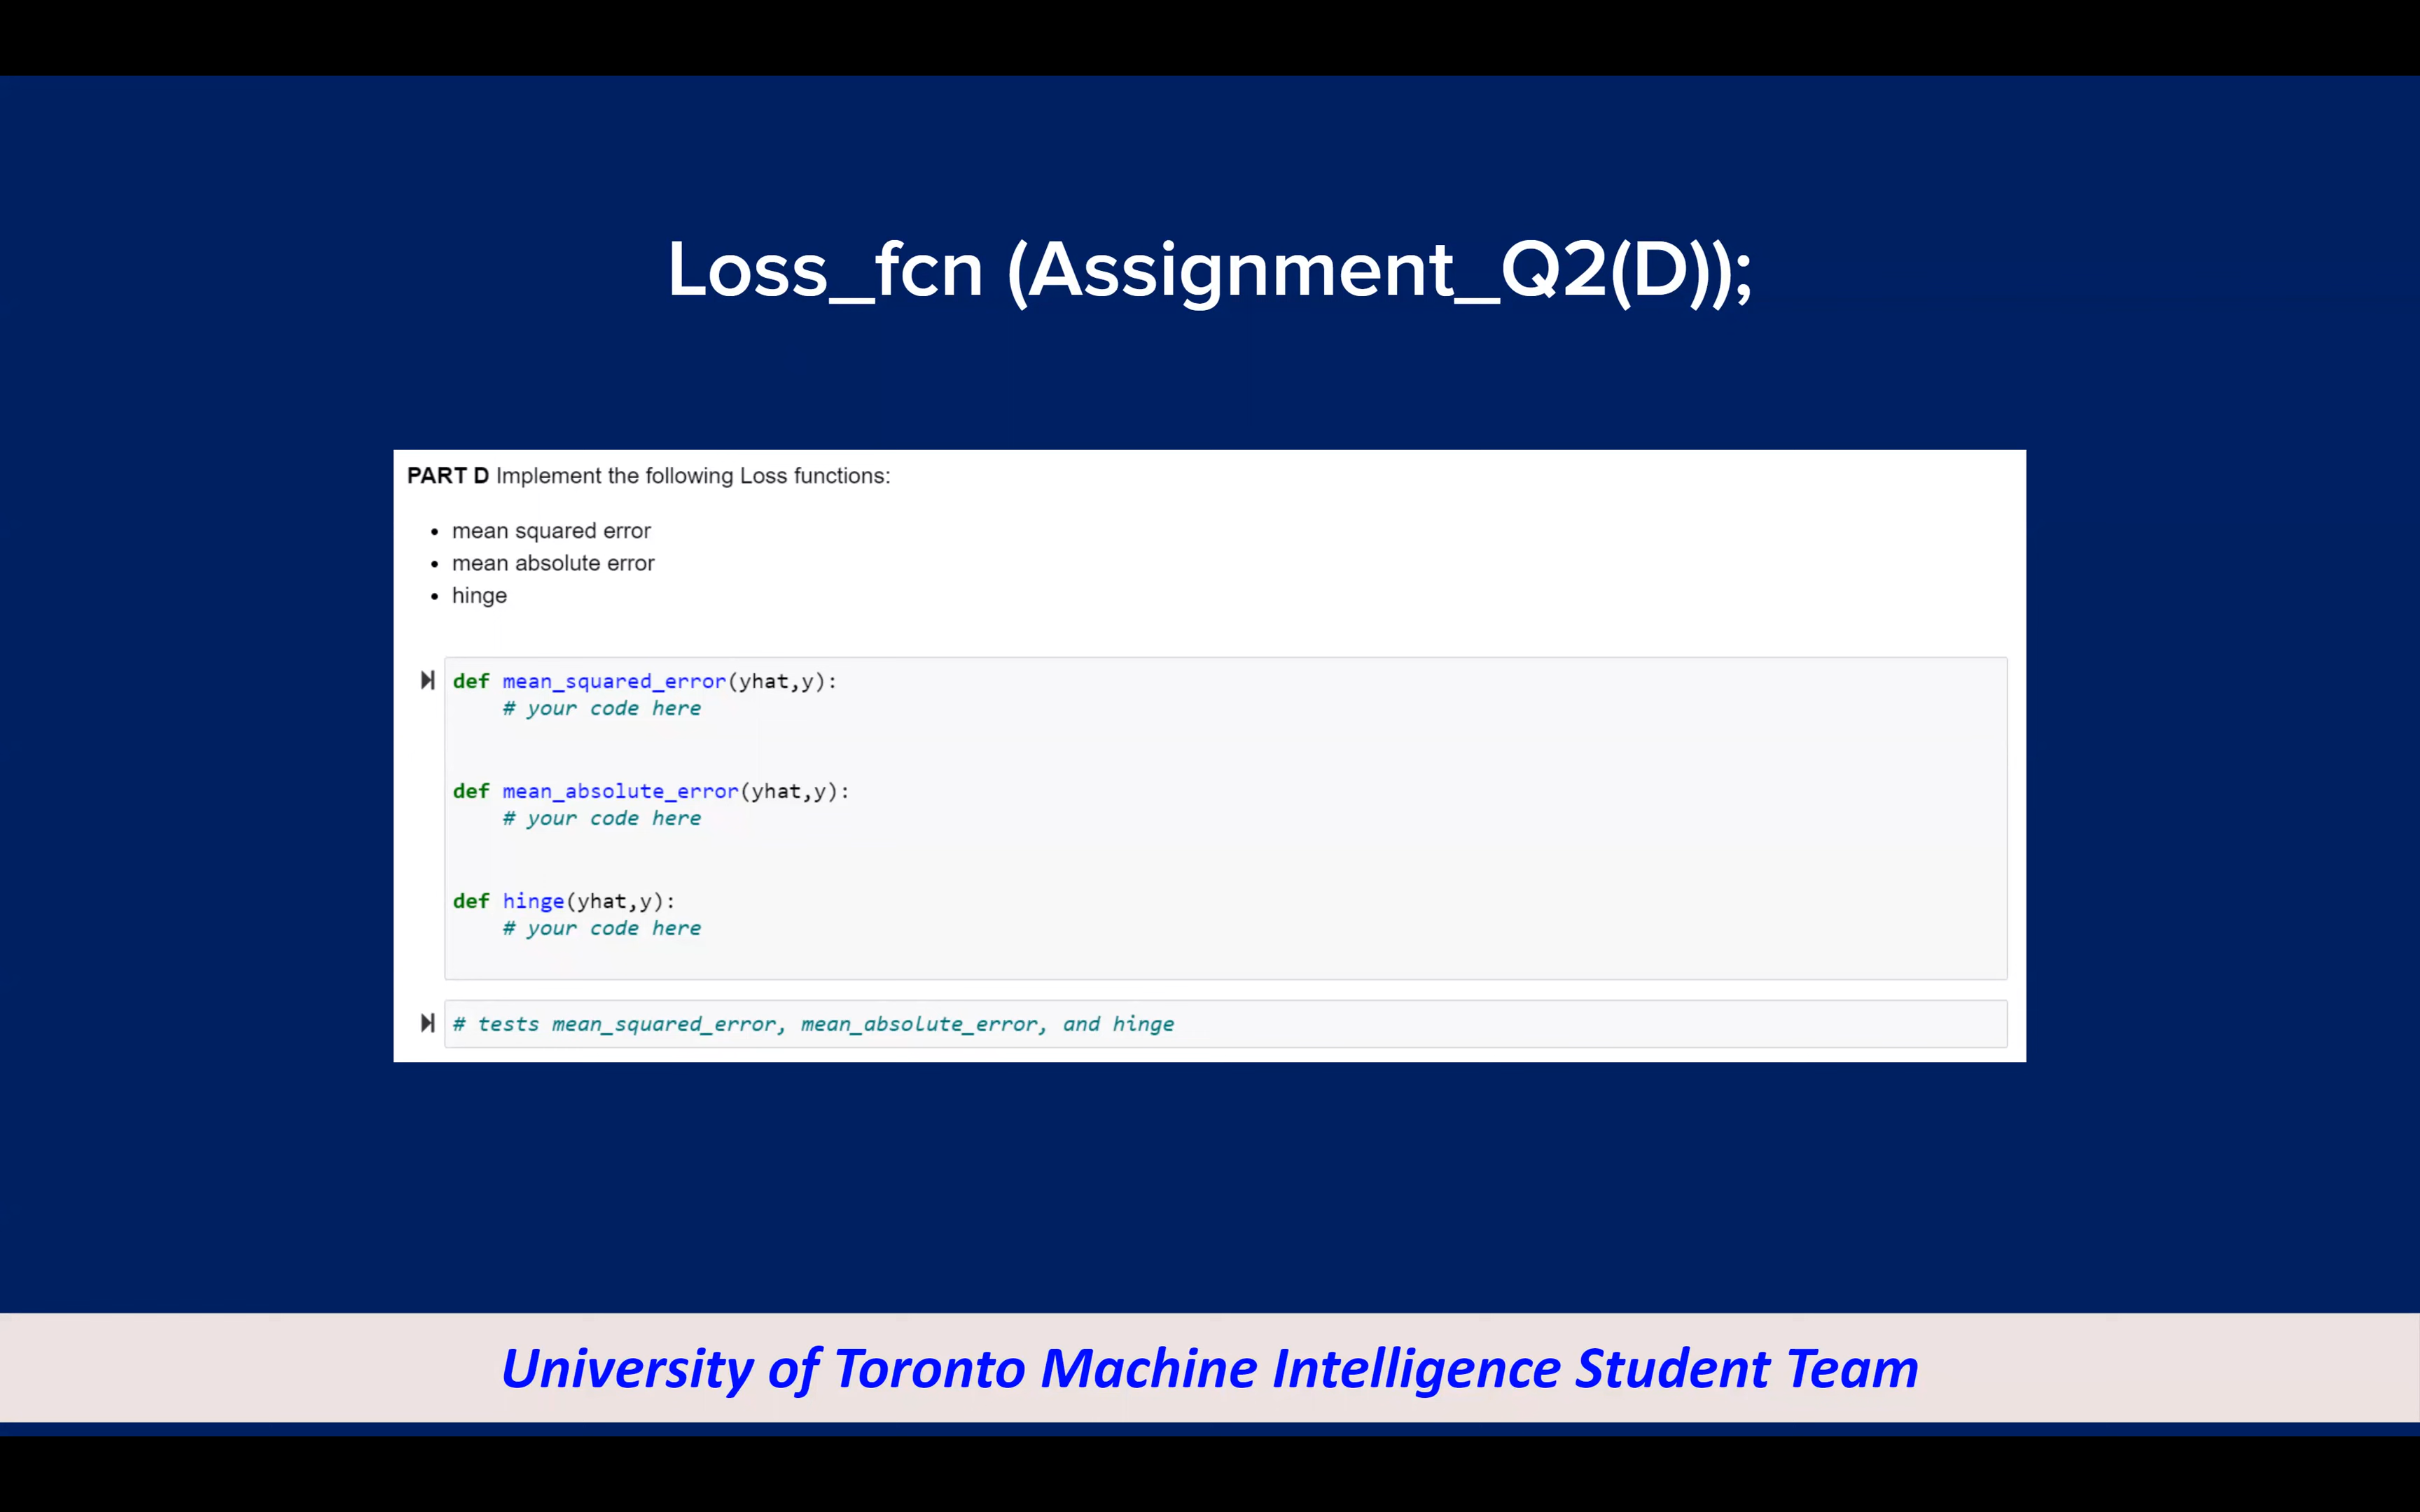 Loss_fcn (Assignment_Q2(D));
PART D Implement the following Loss functions:
• mean squared error
• mean absolute error
• hinge
def mean_squared_error(yhat,y):
    # your code here
def mean_absolute_error(yhat,y):
    # your code here
def hinge(yhat,y):
    # your code here
# tests mean_squared_error, mean_absolute_error, and hinge
University of Toronto Machine Intelligence Student Team